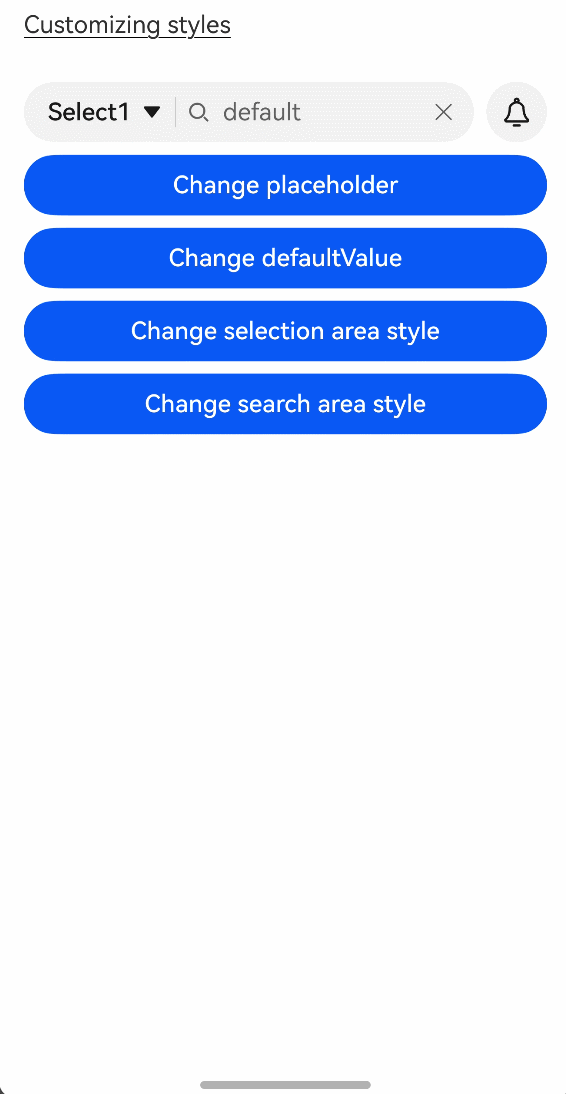 Customizing styles
Select1 default
Change placeholder
Change defaultValue
Change selection area style
Change search area style